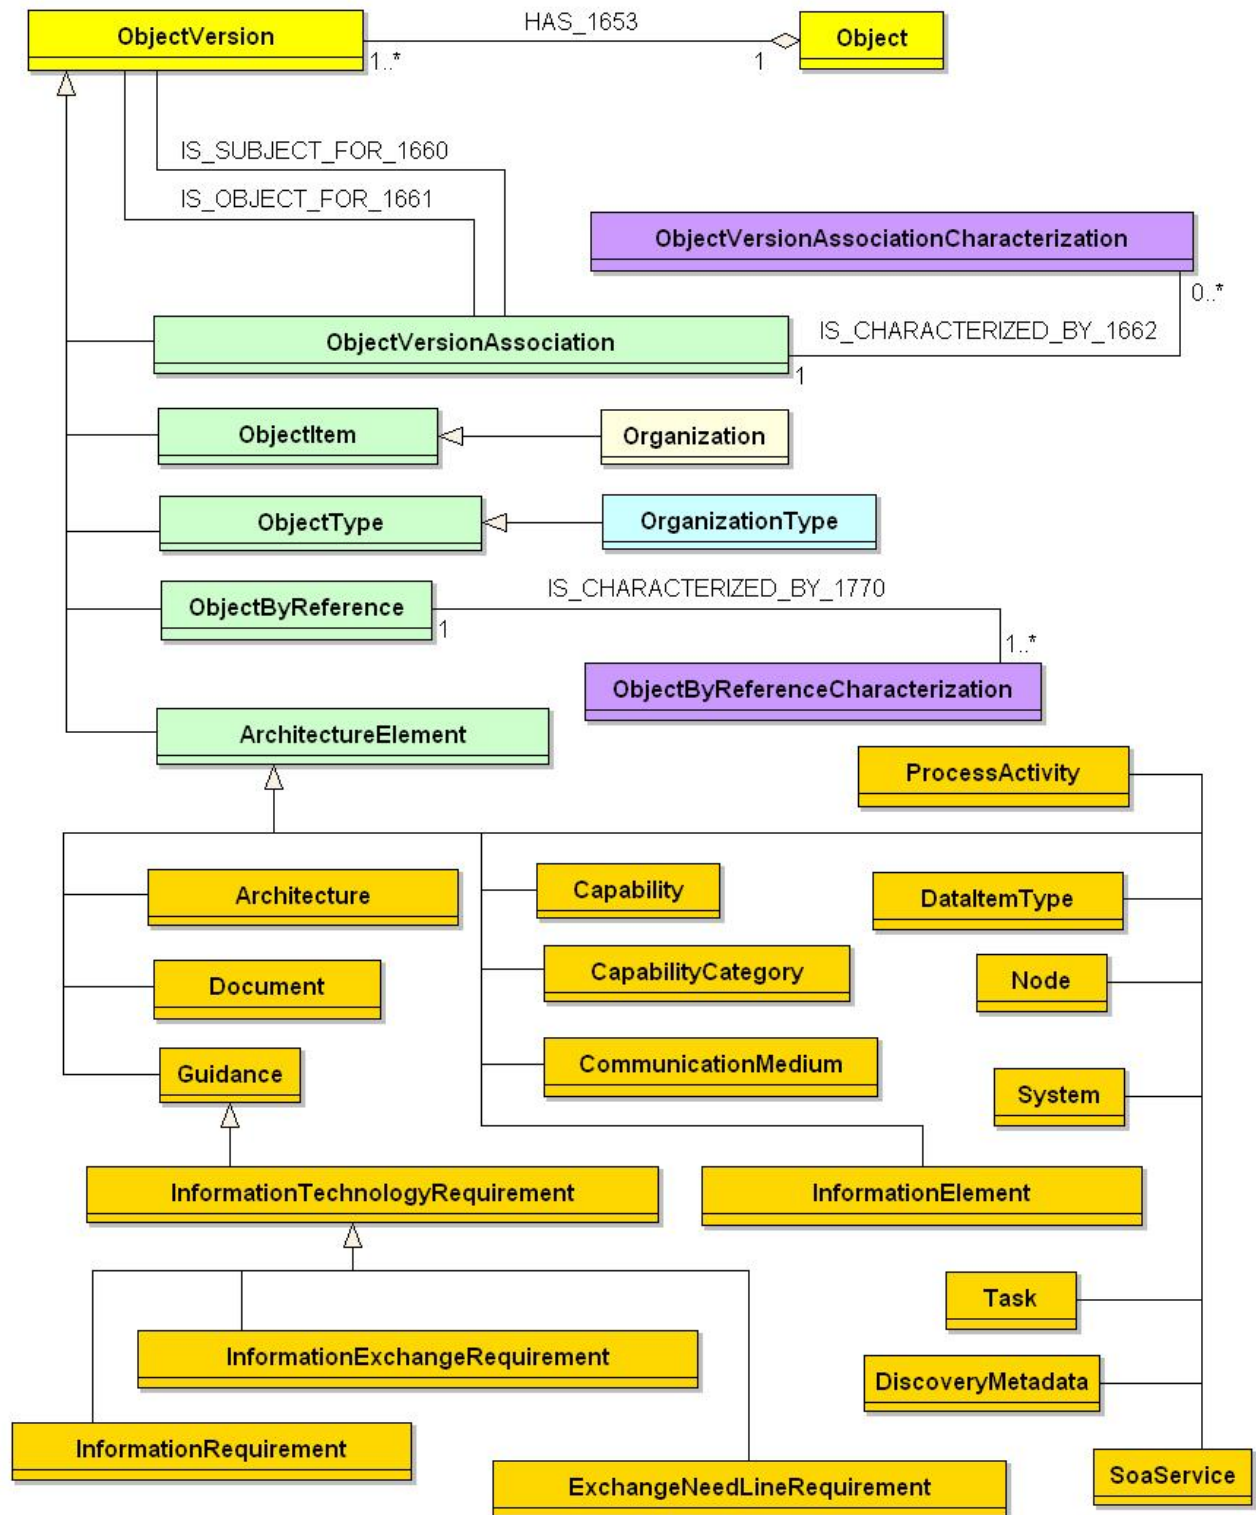 ObjectVersion
HAS_1653
Object
1..*
1
IS_SUBJECT_FOR_1660
IS_OBJECT_FOR_1661
ObjectVersionAssociationCharacterization
0..*
ObjectVersionAssociation
IS_CHARACTERIZED_BY_1662
1
ObjectItem
Organization
ObjectType
OrganizationType
ObjectByReference
IS_CHARACTERIZED_BY_1770
1
1..*
ObjectByReferenceCharacterization
ArchitectureElement
ProcessActivity
Architecture
Capability
DataItemType
Document
CapabilityCategory
Node
Guidance
CommunicationMedium
System
InformationTechnologyRequirement
InformationElement
Task
InformationExchangeRequirement
DiscoveryMetadata
InformationRequirement
ExchangeNeedLineRequirement
SoaService